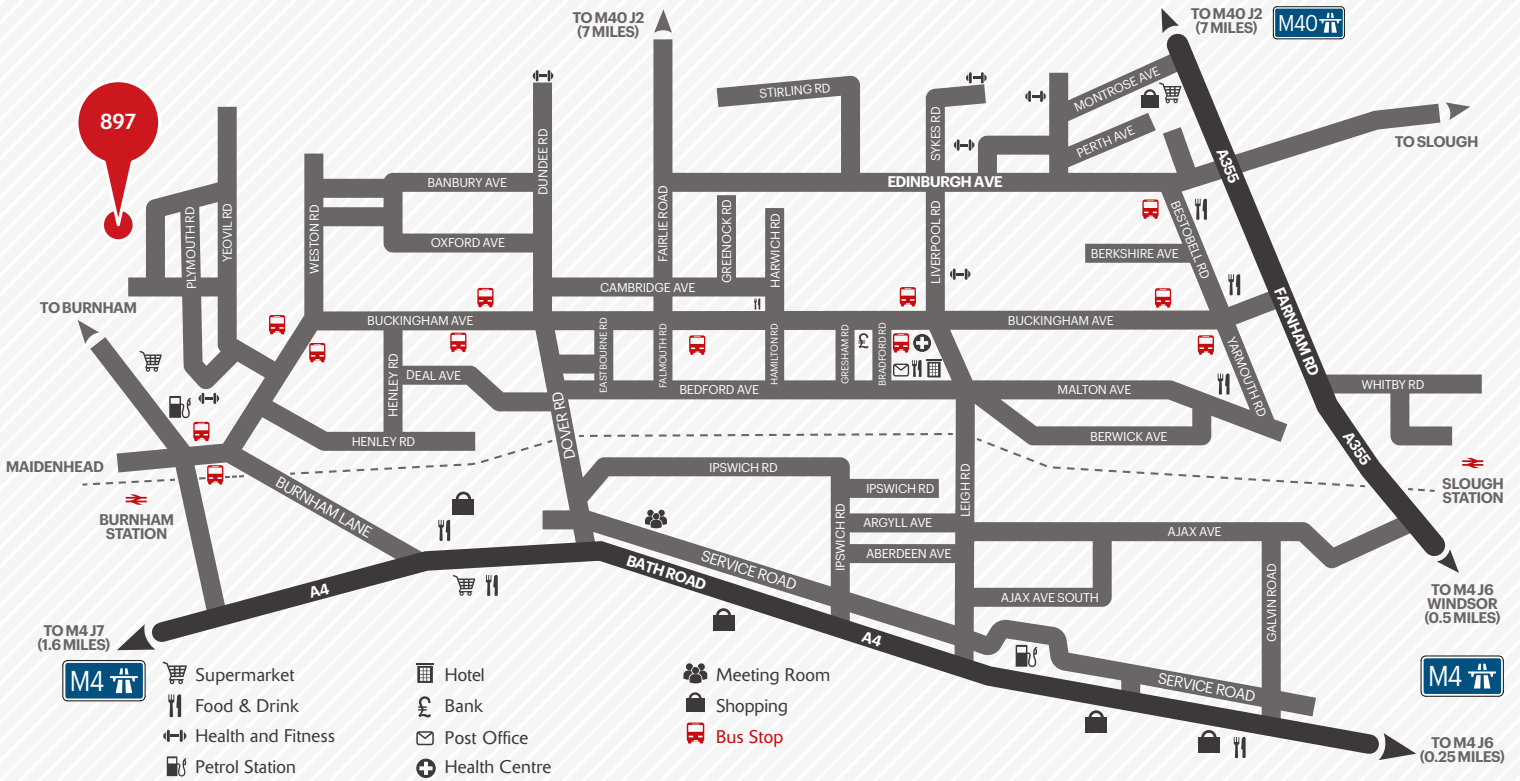 TO M40 J2
(7 MILES)
TO M40 J2
(7 MILES)
M40
897
STIRLING RD
MONTROSE AVE
SYKES RD
PERTH AVE
TO SLOUGH
A355
DUNDEE RD
BANBURY AVE
EDINBURGH AVE
FAIRLIE ROAD
PLYMOUTH RD
YEOVIL RD
WESTON RD
GREENOCK RD
HARWICH RD
LIVERPOOL RD
BESTOBELL RD
OXFORD AVE
BERKSHIRE AVE
CAMBRIDGE AVE
TO BURNHAM
BUCKINGHAM AVE
BUCKINGHAM AVE
FARNHAM RD
EASTBOURNE RD
FALMOUTH RD
HAMILTON RD
GRESHAM RD
BRADFORD RD
YARMOUTH RD
HENLEY RD
DEAL AVE
BEDFORD AVE
MALTON AVE
WHITBY RD
DOVER RD
HENLEY RD
BERWICK AVE
A355
MAIDENHEAD
IPSWICH RD
IPSWICH RD
LEIGH RD
SLOUGH
STATION
BURNHAM
STATION
BURNHAM LANE
IPSWICH RD
ARGYLL AVE
AJAX AVE
ABERDEEN AVE
SERVICE ROAD
BATH ROAD
A4
AJAX AVE SOUTH
GALVIN ROAD
TO M4 J6
WINDSOR
(0.5 MILES)
TO M4 J7
(1.6 MILES)
A4
M4
SERVICE ROAD
M4
TO M4 J6
(0.25 MILES)
Supermarket
Food & Drink
Health and Fitness
Petrol Station
Hotel
£ Bank
Post Office
Health Centre
Meeting Room
Shopping
Bus Stop